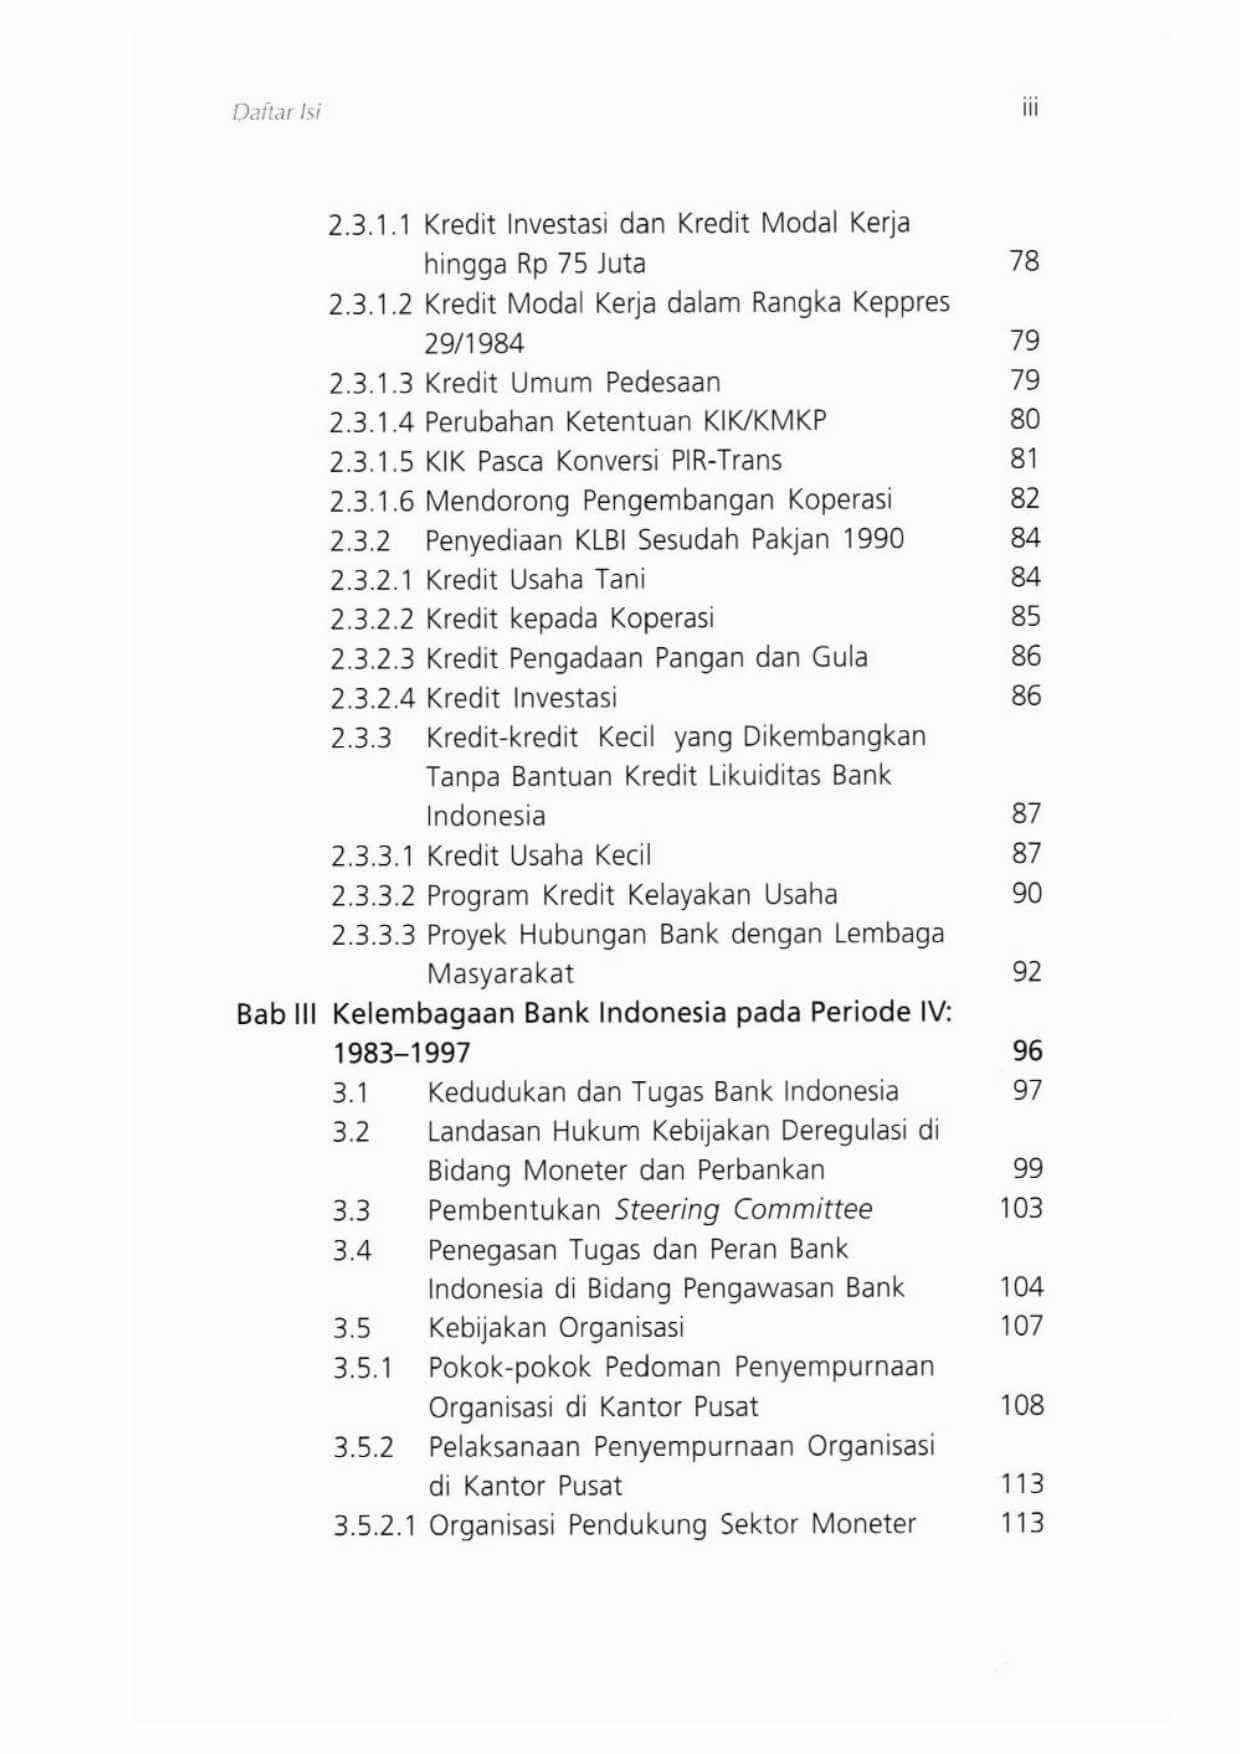 Daftar Isi iii
2.3.1.1 Kredit Investasi dan Kredit Modal Kerja
hingga Rp 75 Juta 78
2.3.1.2 Kredit Modal Kerja dalam Rangka Keppres
29/1984 79
2.3.1.3 Kredit Umum Pedesaan 79
2.3.1.4 Perubahan Ketentuan KIK/KMKP 80
2.3.1.5 KIK Pasca Konversi PIR-Trans 81
2.3.1.6 Mendorong Pengembangan Koperasi 82
2.3.2 Penyediaan KLBI Sesudah Pakjan 1990 84
2.3.2.1 Kredit Usaha Tani 84
2.3.2.2 Kredit kepada Koperasi 85
2.3.2.3 Kredit Pengadaan Pangan dan Gula 86
2.3.2.4 Kredit Investasi 86
2.3.3 Kredit-kredit Kecil yang Dikembangkan
Tanpa Bantuan Kredit Likuiditas Bank
Indonesia 87
2.3.3.1 Kredit Usaha Kecil 87
2.3.3.2 Program Kredit Kelayakan Usaha 90
2.3.3.3 Proyek Hubungan Bank dengan Lembaga
Masyarakat 92
Bab III Kelembagaan Bank Indonesia pada Periode IV:
1983–1997 96
3.1 Kedudukan dan Tugas Bank Indonesia 97
3.2 Landasan Hukum Kebijakan Deregulasi di
Bidang Moneter dan Perbankan 99
3.3 Pembentukan Steering Committee 103
3.4 Penegasan Tugas dan Peran Bank
Indonesia di Bidang Pengawasan Bank 104
3.5 Kebijakan Organisasi 107
3.5.1 Pokok-pokok Pedoman Penyempurnaan
Organisasi di Kantor Pusat 108
3.5.2 Pelaksanaan Penyempurnaan Organisasi
di Kantor Pusat 113
3.5.2.1 Organisasi Pendukung Sektor Moneter 113